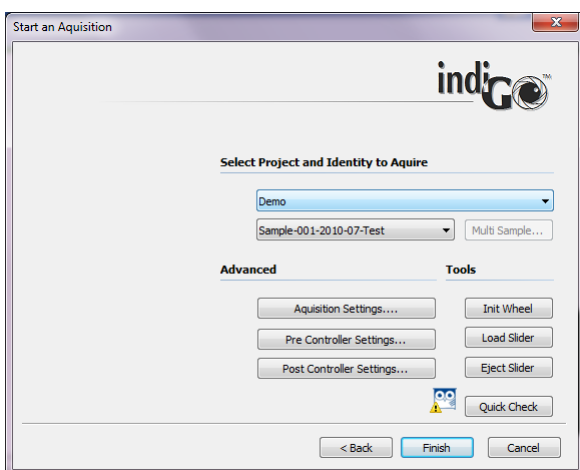 Start an Aquisition
indiGo™
Select Project and Identity to Aquire
Demo
Sample-001-2010-07-Test Multi Sample...
Advanced Tools
Aquisition Settings.... Init Wheel
Pre Controller Settings... Load Slider
Post Controller Settings... Eject Slider
Quick Check
< Back Finish Cancel